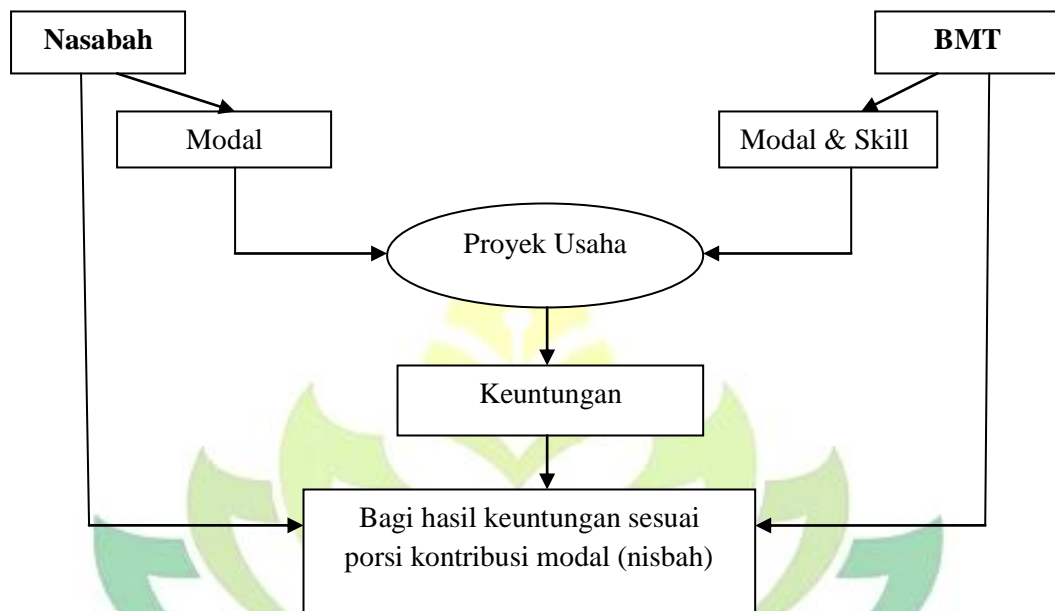 Nasabah
BMT
Modal
Modal & Skill
Proyek Usaha
Keuntungan
Bagi hasil keuntungan sesuai
porsi kontribusi modal (nisbah)